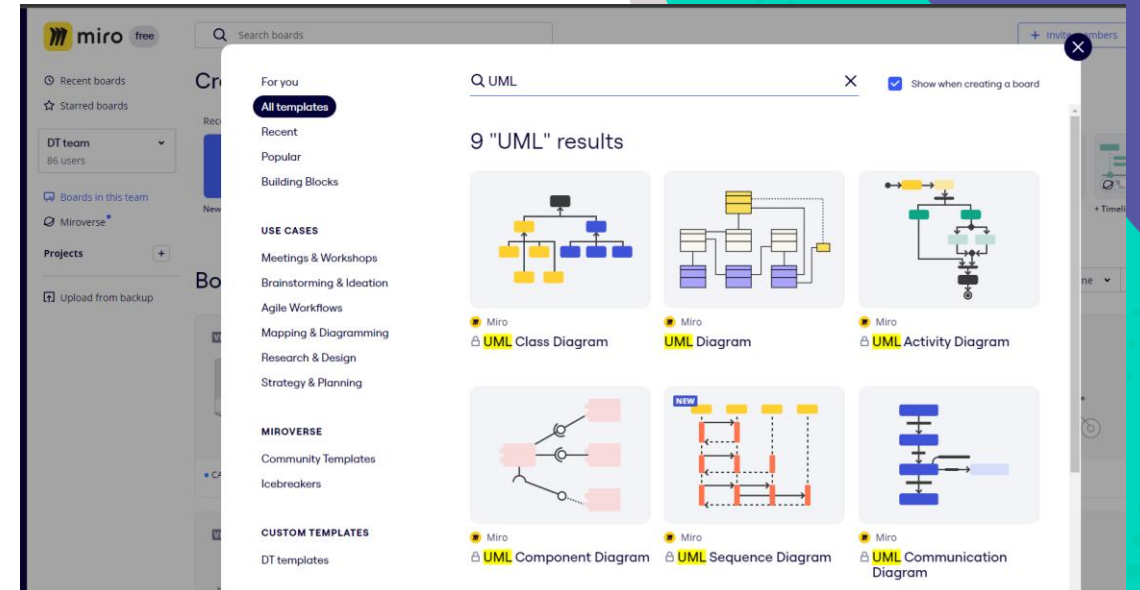 miro free
Search boards
+ Invite members
Recent boards
Starred boards
DT team
86 users
Boards in this team
Miroverse
Projects
+
Upload from backup
For you
All templates
Recent
Popular
Building Blocks
USE CASES
Meetings & Workshops
Brainstorming & Ideation
Agile Workflows
Mapping & Diagramming
Research & Design
Strategy & Planning
MIROVERSE
Community Templates
Icebreakers
CUSTOM TEMPLATES
DT templates
UML
Show when creating a board
9 "UML" results
Miro
UML Class Diagram
Miro
UML Diagram
Miro
UML Activity Diagram
Miro
UML Component Diagram
NEW
Miro
UML Sequence Diagram
Miro
UML Communication
Diagram